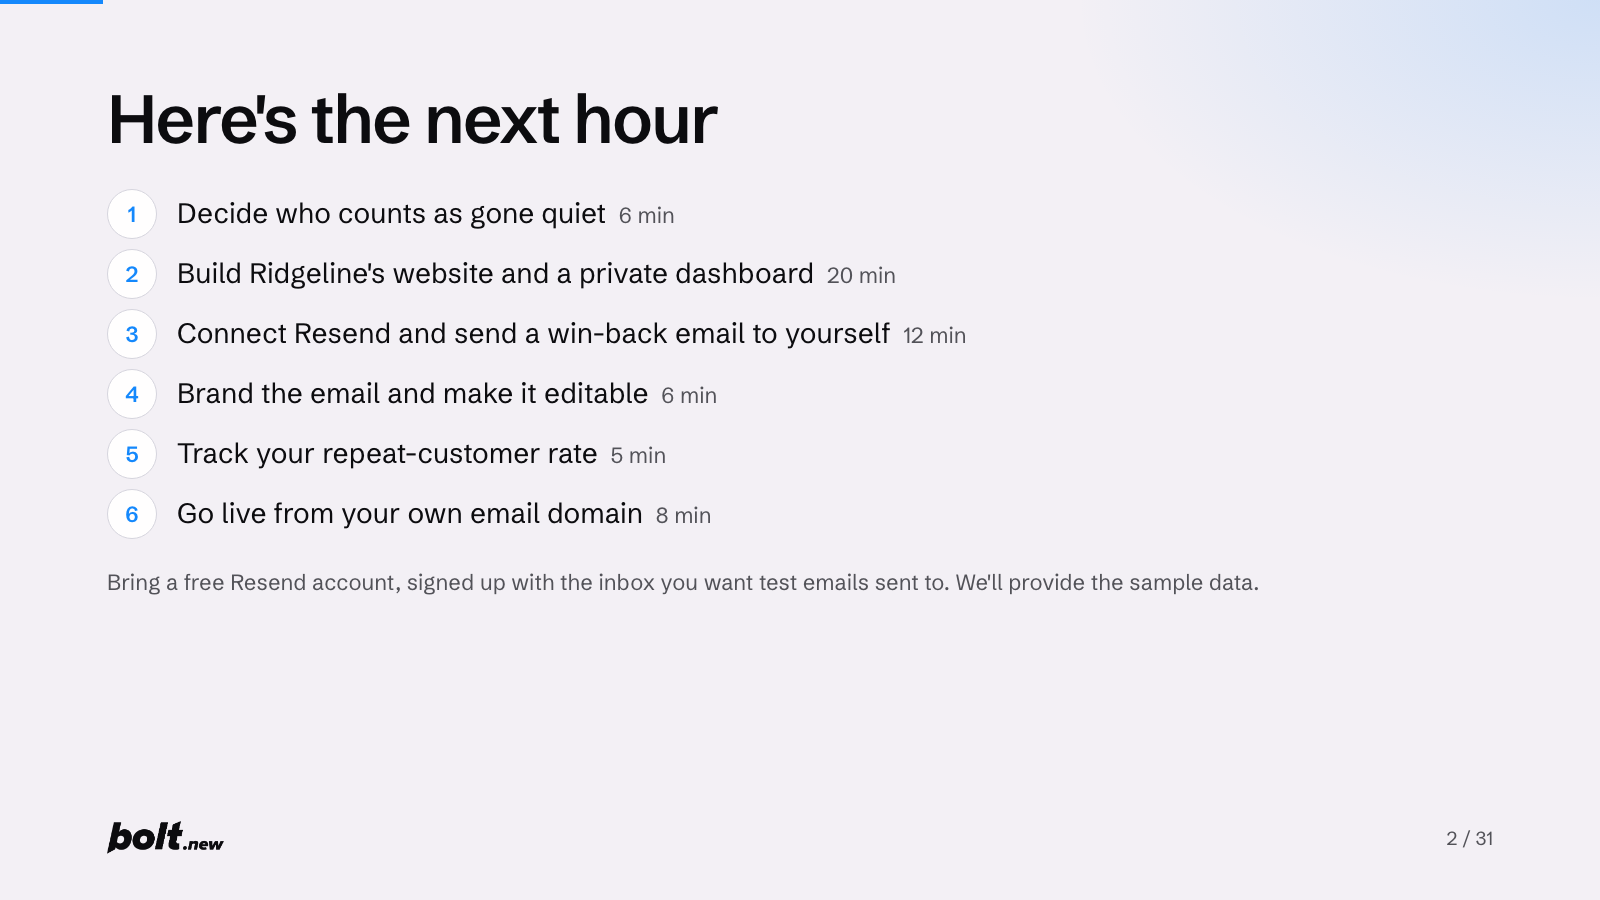 Here's the next hour
1 Decide who counts as gone quiet 6 min
2 Build Ridgeline's website and a private dashboard 20 min
3 Connect Resend and send a win-back email to yourself 12 min
4 Brand the email and make it editable 6 min
5 Track your repeat-customer rate 5 min
6 Go live from your own email domain 8 min
Bring a free Resend account, signed up with the inbox you want test emails sent to. We'll provide the sample data.
bolt.new
2 / 31